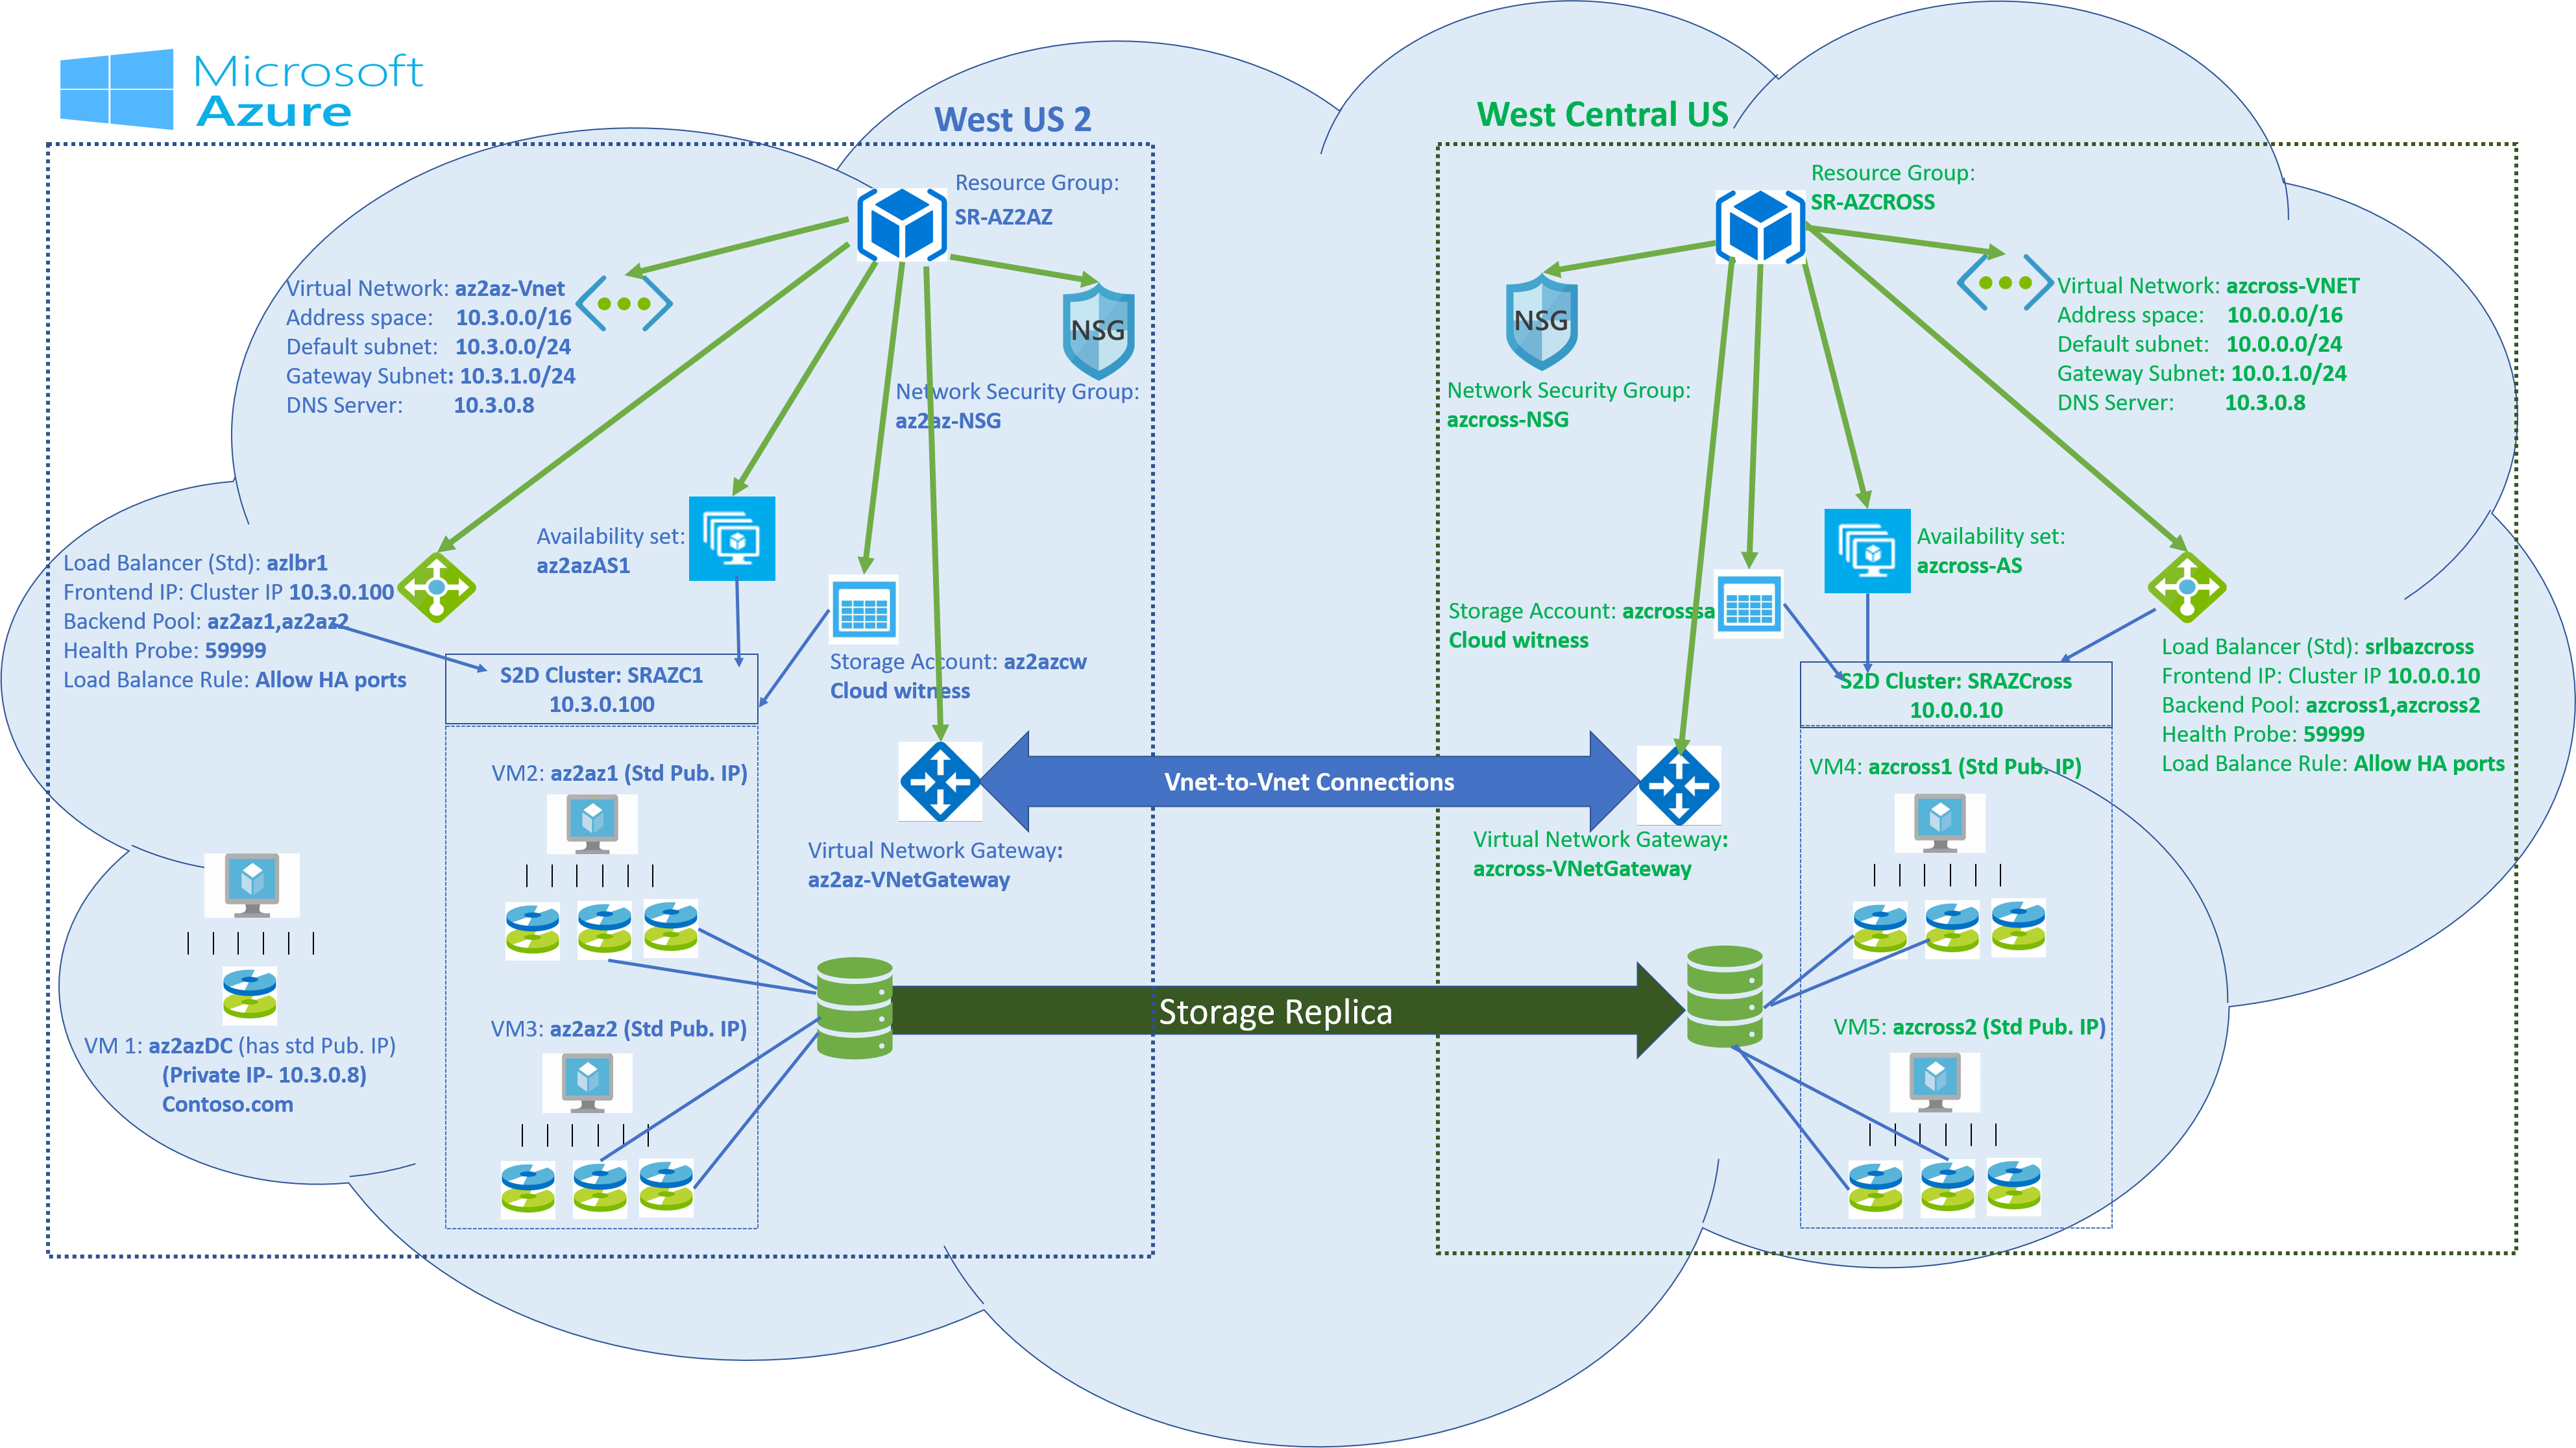 Microsoft
Azure
West US 2
Resource Group:
SR-AZ2AZ
Virtual Network: az2az-Vnet
Address space: 10.3.0.0/16
Default subnet: 10.3.0.0/24
Gateway Subnet: 10.3.1.0/24
DNS Server: 10.3.0.8
NSG
Network Security Group:
az2az-NSG
Load Balancer (Std): azlbr1
Frontend IP: Cluster IP 10.3.0.100
Backend Pool: az2az1,az2az2
Health Probe: 59999
Load Balance Rule: Allow HA ports
Availability set:
az2azAS1
Storage Account: az2azcw
Cloud witness
S2D Cluster: SRAZC1
10.3.0.100
VM2: az2az1 (Std Pub. IP)
Virtual Network Gateway:
az2az-VNetGateway
VM3: az2az2 (Std Pub. IP)
VM 1: az2azDC (has std Pub. IP)
(Private IP- 10.3.0.8)
Contoso.com
Vnet-to-Vnet Connections
Storage Replica
West Central US
Resource Group:
SR-AZCROSS
NSG
Network Security Group:
azcross-NSG
Virtual Network: azcross-VNET
Address space: 10.0.0.0/16
Default subnet: 10.0.0.0/24
Gateway Subnet: 10.0.1.0/24
DNS Server: 10.3.0.8
Availability set:
azcross-AS
Storage Account: azcrosssa
Cloud witness
S2D Cluster: SRAZCross
10.0.0.10
Load Balancer (Std): srlbazcross
Frontend IP: Cluster IP 10.0.0.10
Backend Pool: azcross1,azcross2
Health Probe: 59999
Load Balance Rule: Allow HA ports
VM4: azcross1 (Std Pub. IP)
Virtual Network Gateway:
azcross-VNetGateway
VM5: azcross2 (Std Pub. IP)